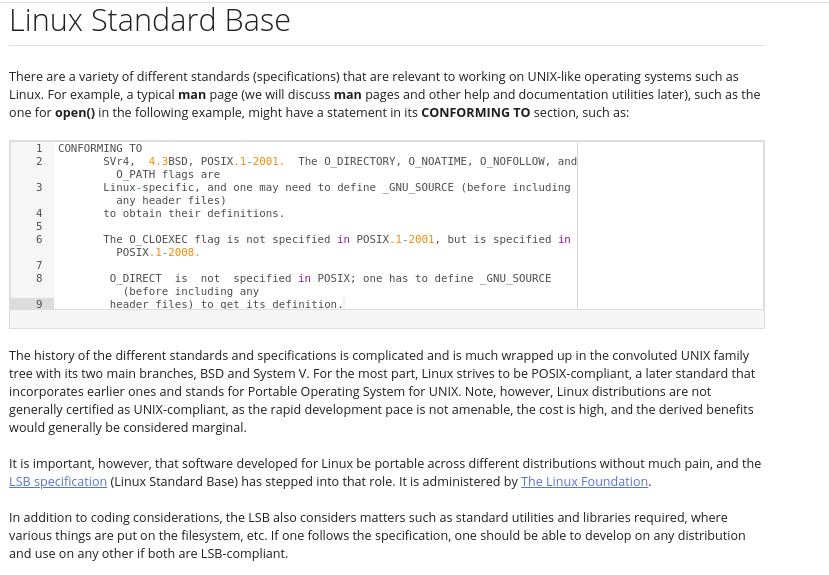 Linux Standard Base
There are a variety of different standards (specifications) that are relevant to working on UNIX-like operating systems such as
Linux. For example, a typical man page (we will discuss man pages and other help and documentation utilities later), such as the
one for open() in the following example, might have a statement in its CONFORMING TO section, such as:
1 CONFORMING TO
2 SVr4, 4.3BSD, POSIX.1-2001. The O_DIRECTORY, O_NOATIME, O_NOFOLLOW, and
O_PATH flags are
3 Linux-specific, and one may need to define _GNU_SOURCE (before including
any header files)
4 to obtain their definitions.
5
6 The O_CLOEXEC flag is not specified in POSIX.1-2001, but is specified in
POSIX.1-2008.
7
8 O_DIRECT is not specified in POSIX; one has to define _GNU_SOURCE
(before including any
9 header files) to get its definition.
The history of the different standards and specifications is complicated and is much wrapped up in the convoluted UNIX family
tree with its two main branches, BSD and System V. For the most part, Linux strives to be POSIX-compliant, a later standard that
incorporates earlier ones and stands for Portable Operating System for UNIX. Note, however, Linux distributions are not
generally certified as UNIX-compliant, as the rapid development pace is not amenable, the cost is high, and the derived benefits
would generally be considered marginal.
It is important, however, that software developed for Linux be portable across different distributions without much pain, and the
LSB specification (Linux Standard Base) has stepped into that role. It is administered by The Linux Foundation.
In addition to coding considerations, the LSB also considers matters such as standard utilities and libraries required, where
various things are put on the filesystem, etc. If one follows the specification, one should be able to develop on any distribution
and use on any other if both are LSB-compliant.